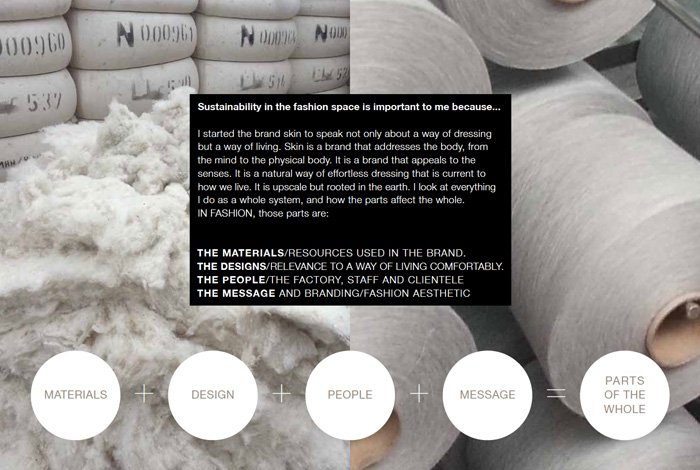 000960
N 000961
N 000
N 000
537
Sustainability in the fashion space is important to me because...
I started the brand skin to speak not only about a way of dressing
but a way of living. Skin is a brand that addresses the body, from
the mind to the physical body. It is a brand that appeals to the
senses. It is a natural way of effortless dressing that is current to
how we live. It is upscale but rooted in the earth. I look at everything
I do as a whole system, and how the parts affect the whole.
IN FASHION, those parts are:
THE MATERIALS/RESOURCES USED IN THE BRAND.
THE DESIGNS/RELEVANCE TO A WAY OF LIVING COMFORTABLY.
THE PEOPLE/THE FACTORY, STAFF AND CLIENTELE
THE MESSAGE AND BRANDING/FASHION AESTHETIC
MATERIALS + DESIGN + PEOPLE + MESSAGE = PARTS
OF THE
WHOLE